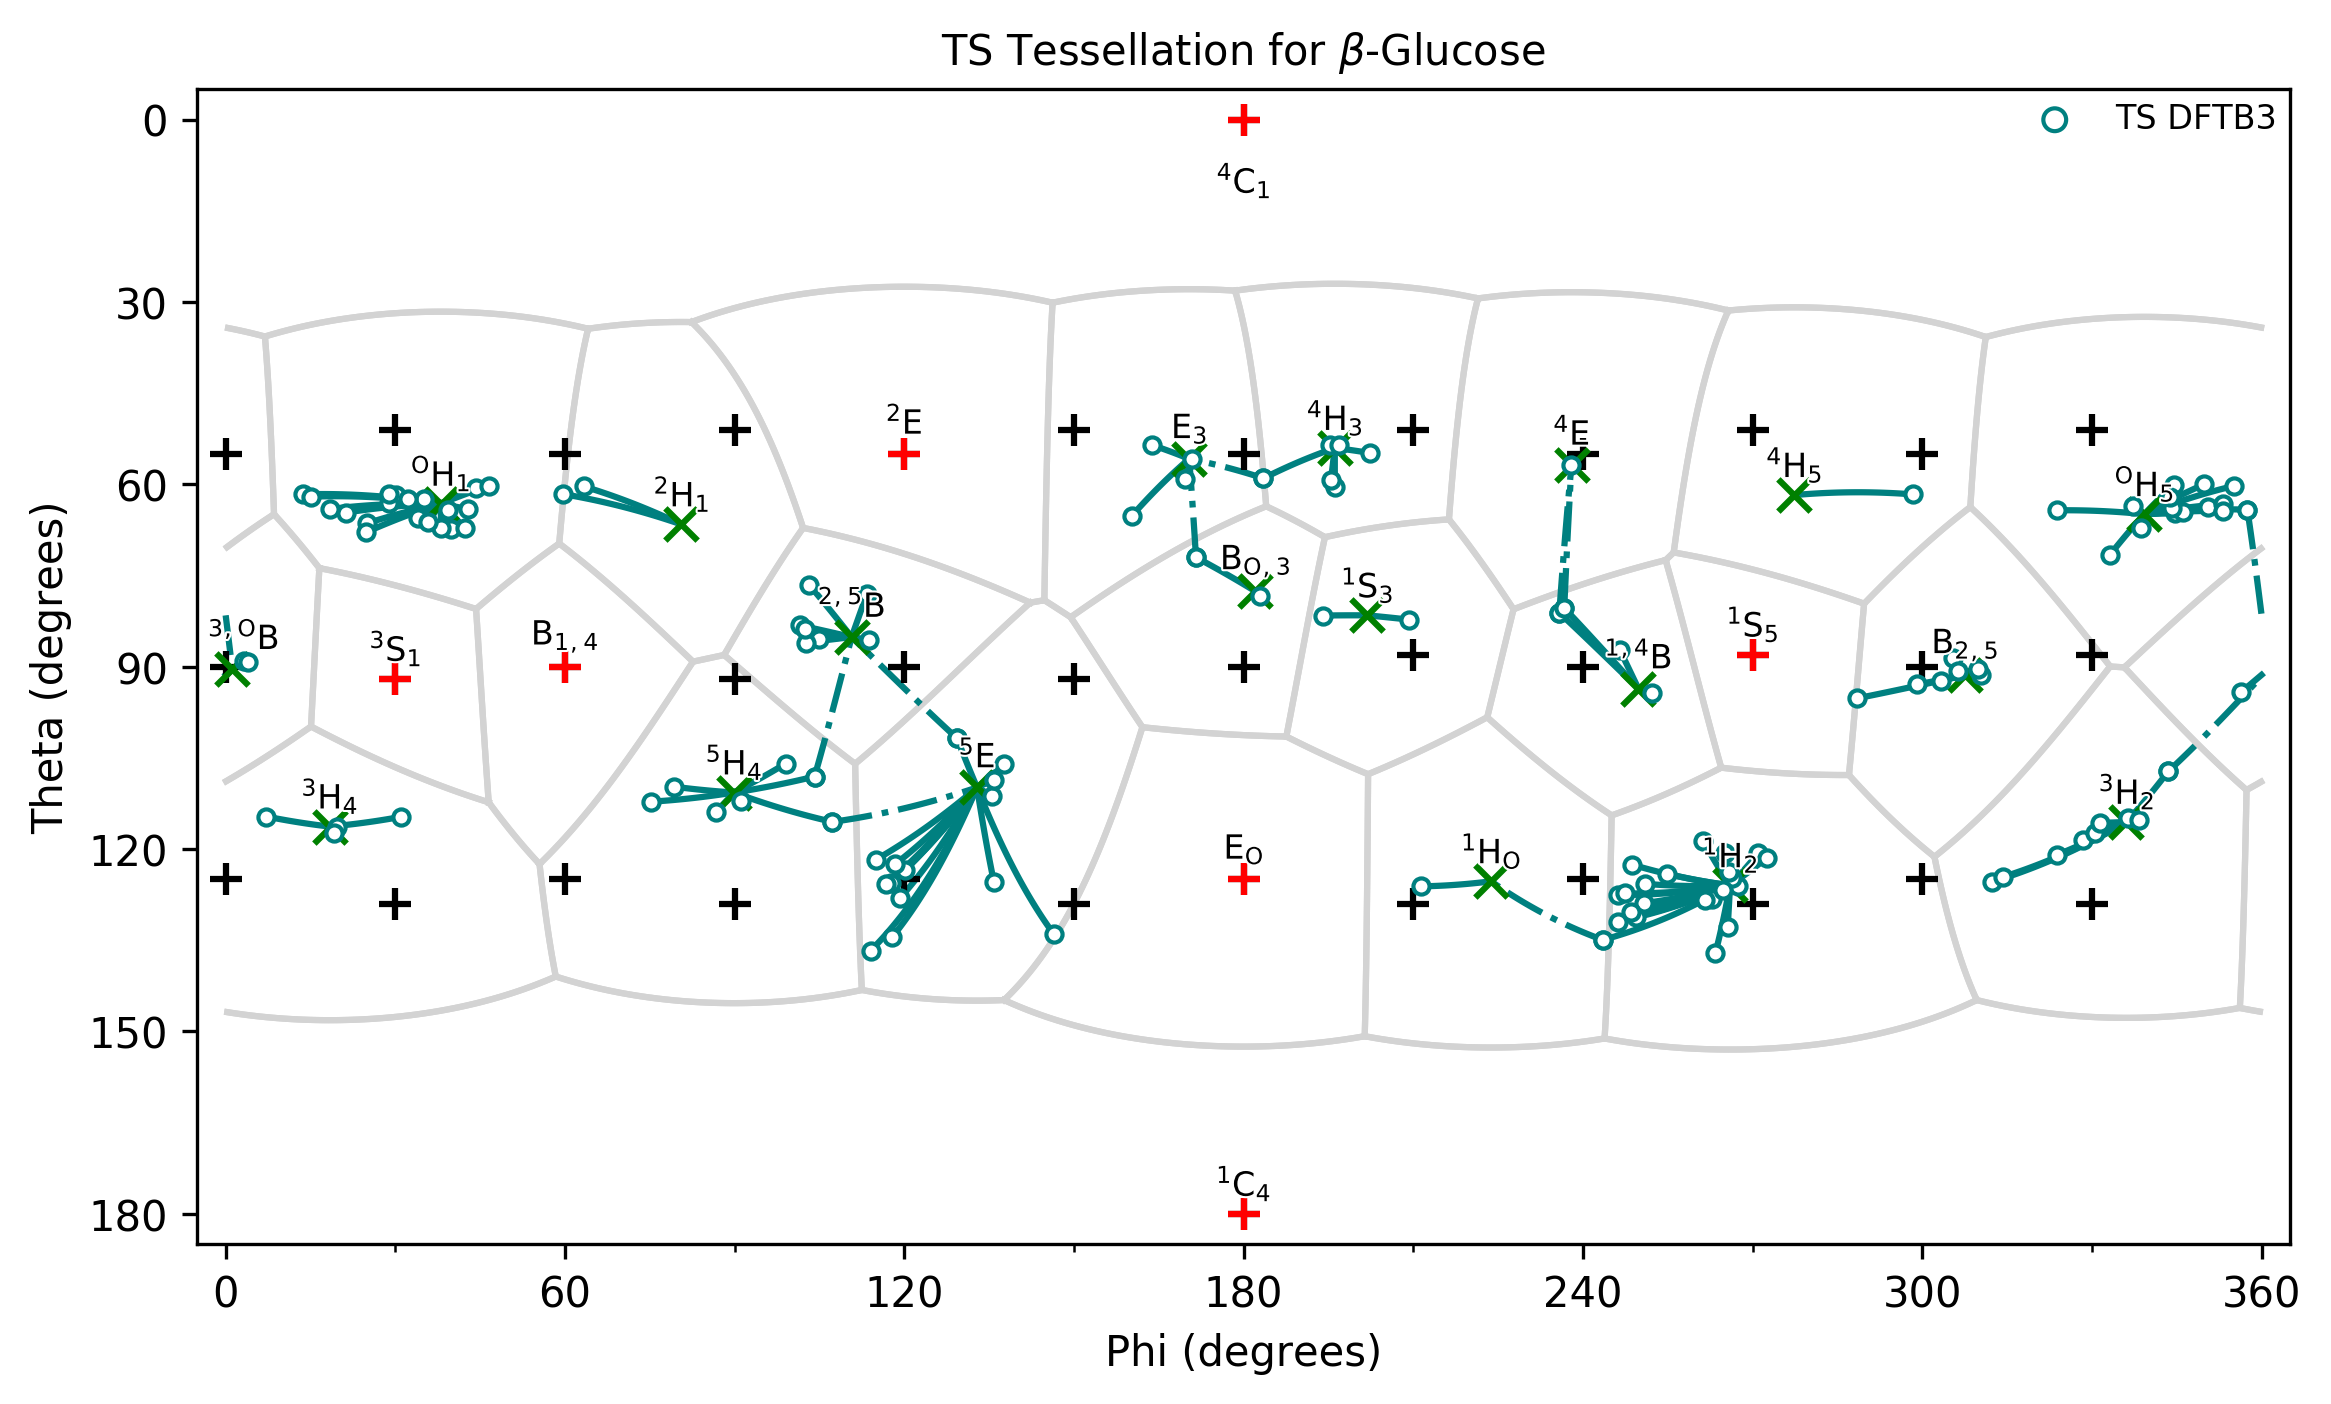 TS Tessellation for β-Glucose
TS DFTB3
0
30
60
90
120
150
180
Theta (degrees)
⁴C₁
²E
E₃
⁴H₃
⁴E
⁴H₅
ᴼH₁
²H₁
ᴼH₅
B_O,3
¹S₃
²,⁵B
³,ᴼB
³S₁
B₁,₄
¹,⁴B
¹S₅
B₂,₅
⁵H₄
⁵E
³H₄
³H₂
E_O
¹H_O
¹H₂
¹C₄
0
60
120
180
240
300
360
Phi (degrees)